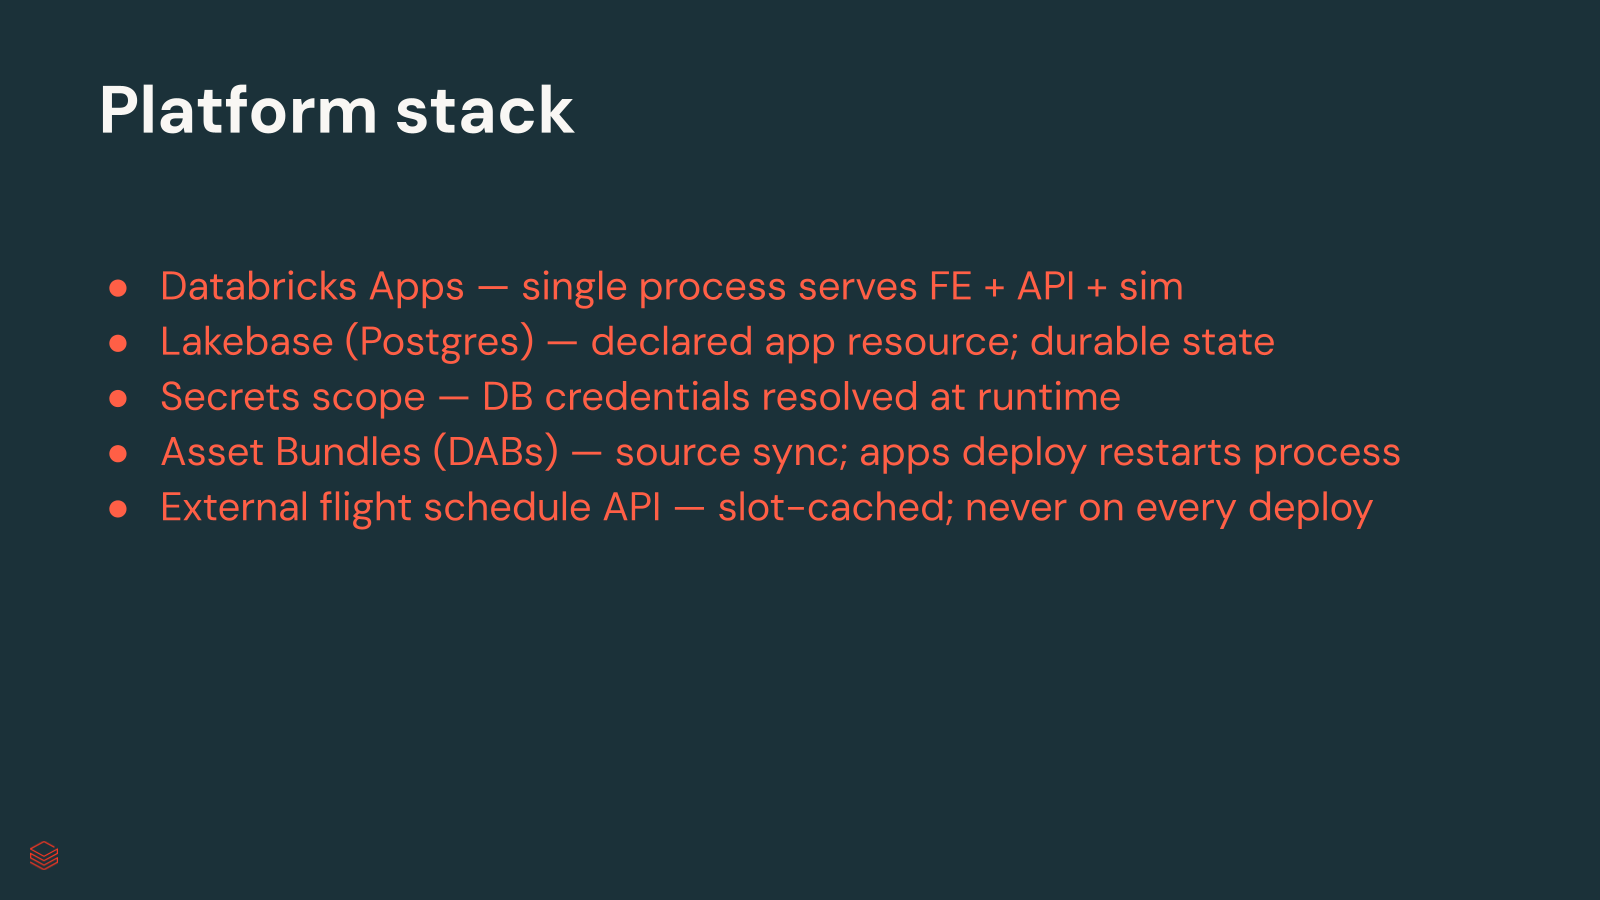 Platform stack
● Databricks Apps — single process serves FE + API + sim
● Lakebase (Postgres) — declared app resource; durable state
● Secrets scope — DB credentials resolved at runtime
● Asset Bundles (DABs) — source sync; apps deploy restarts process
● External flight schedule API — slot-cached; never on every deploy